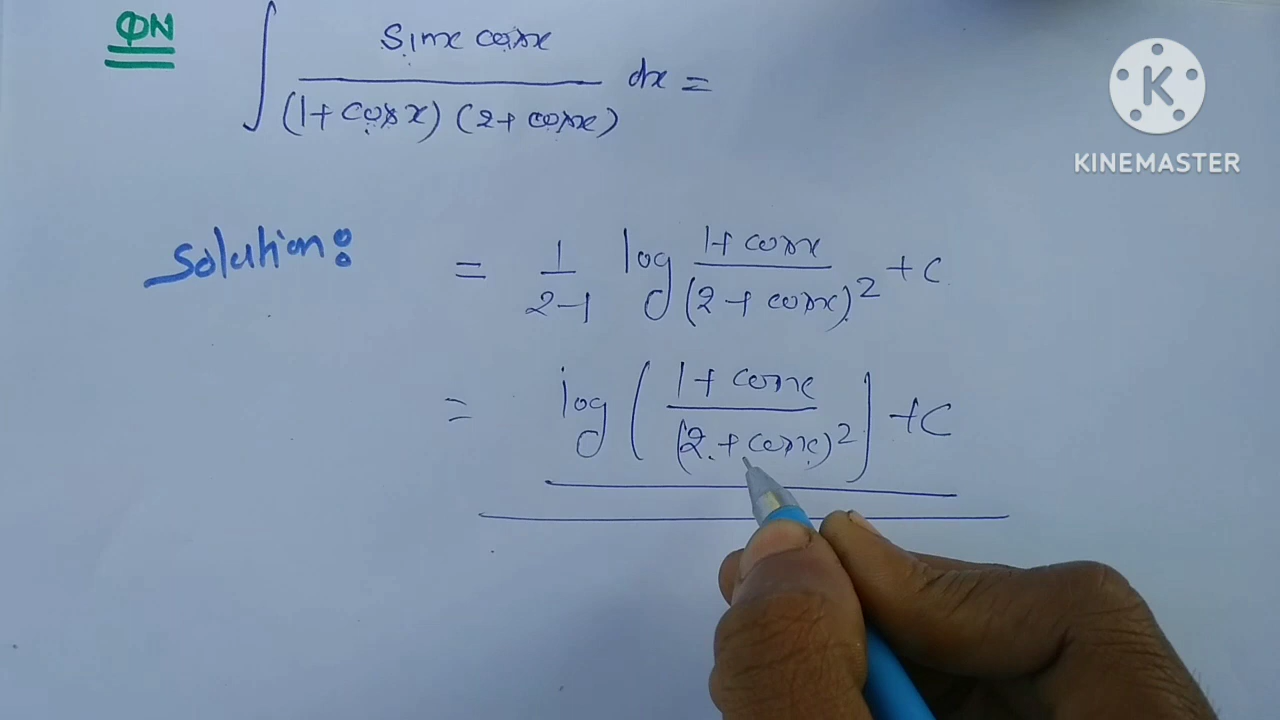 QN
∫ sinx cosx / (1+cosx) (2+cosx) dx =
K
KINEMASTER
Solution:
= 1/(2-1) log (1+cosx)/(2+cosx)² + C
= log ( (1+cosx)/(2+cosx)² ) + C